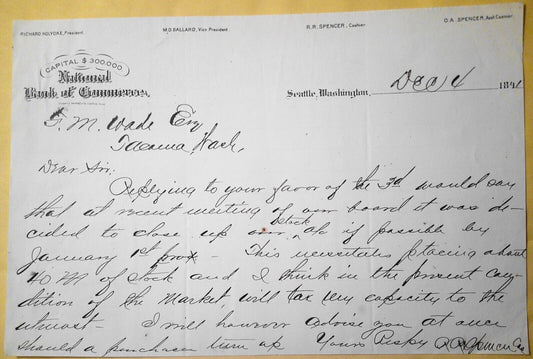 RICHARD HOLYOKE, President. M.D. BALLARD, Vice President. R.R. SPENCER, Cashier. O.A. SPENCER, Asst Cashier.
CAPITAL $300,000
National
Bank of Commerce,
Seattle, Washington, Dec 4 1891
F. M. Wade Esq
Tacoma, Wash,
Dear Sir.
Replying to your favor of the 3d would say
that at recent meeting of our board it was de-
cided to close up our stock a/c if possible by
January 1st prox - This necessitates placing about
M of stock and I think in the present con-
dition of the Market, will tax my capacity to the
utmost - I will however advise you at once
should a purchaser turn up Yours Respy R R Spencer Cas